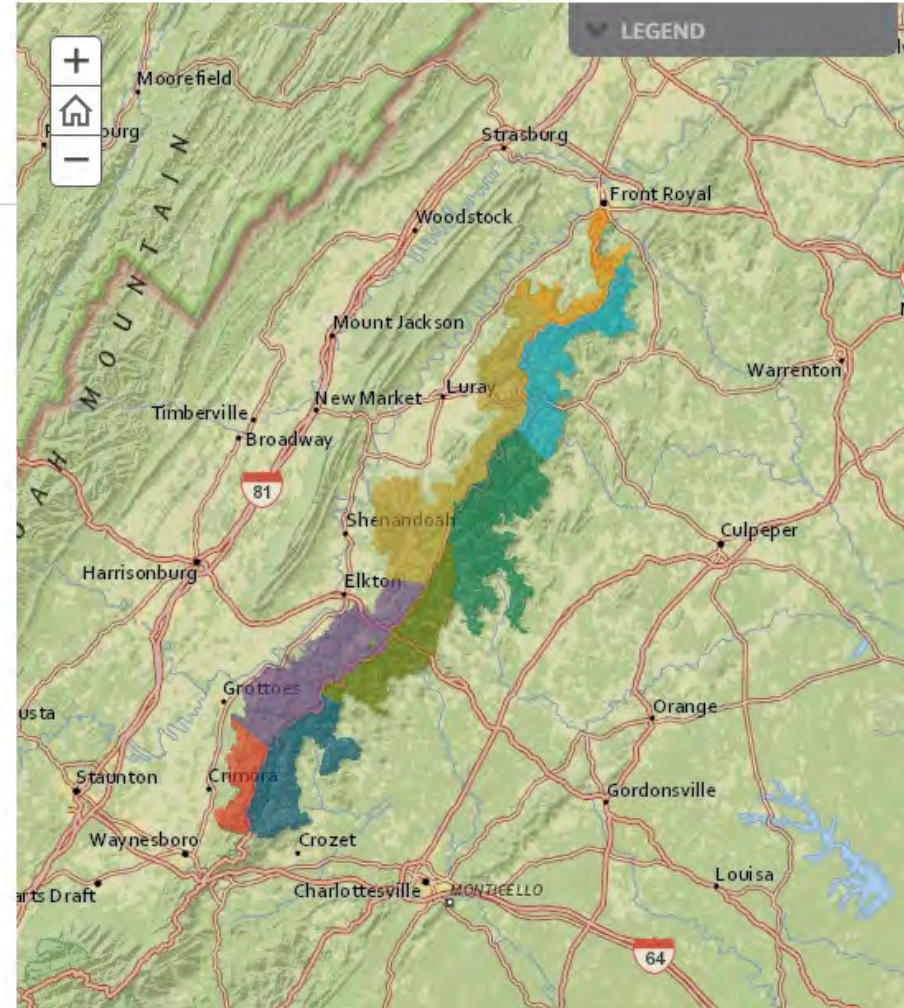 LEGEND
+
−
Moorefield
Strasburg
Front Royal
Woodstock
MOUNTAIN
Mount Jackson
Warrenton
Luray
New Market
Timberville
Broadway
81
Shenandoah
Culpeper
Harrisonburg
Elkton
Grottoes
Orange
usta
Staunton
Crimora
Gordonsville
Waynesboro
Crozet
Louisa
Charlottesville
MONTICELLO
arts Draft
64